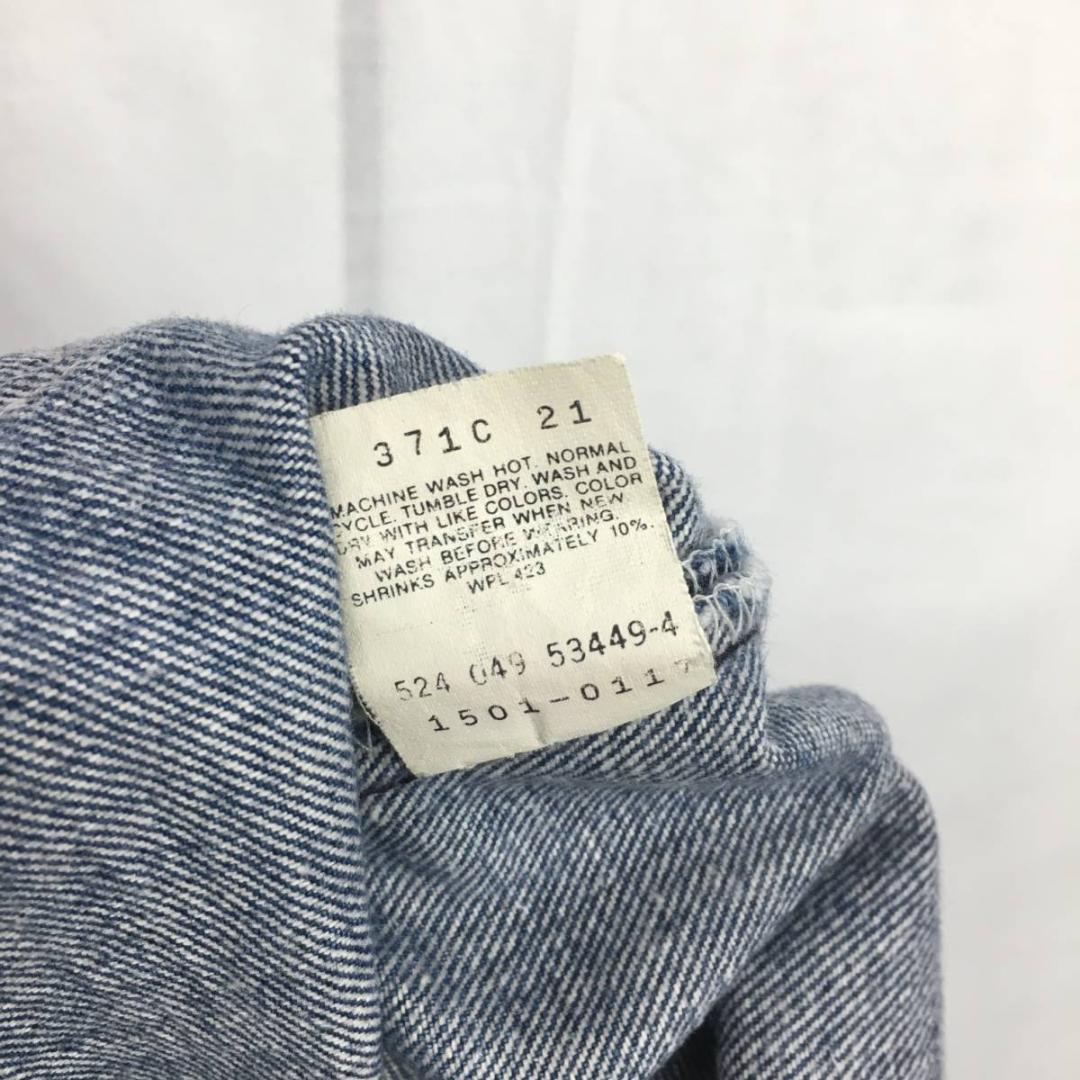 371C 21
MACHINE WASH HOT. NORMAL
CYCLE. TUMBLE DRY. WASH AND
DRY WITH LIKE COLORS. COLOR
MAY TRANSFER WHEN NEW.
WASH BEFORE WEARING.
SHRINKS APPROXIMATELY 10%.
WPL 423
524 049 53449-4
1501-0117